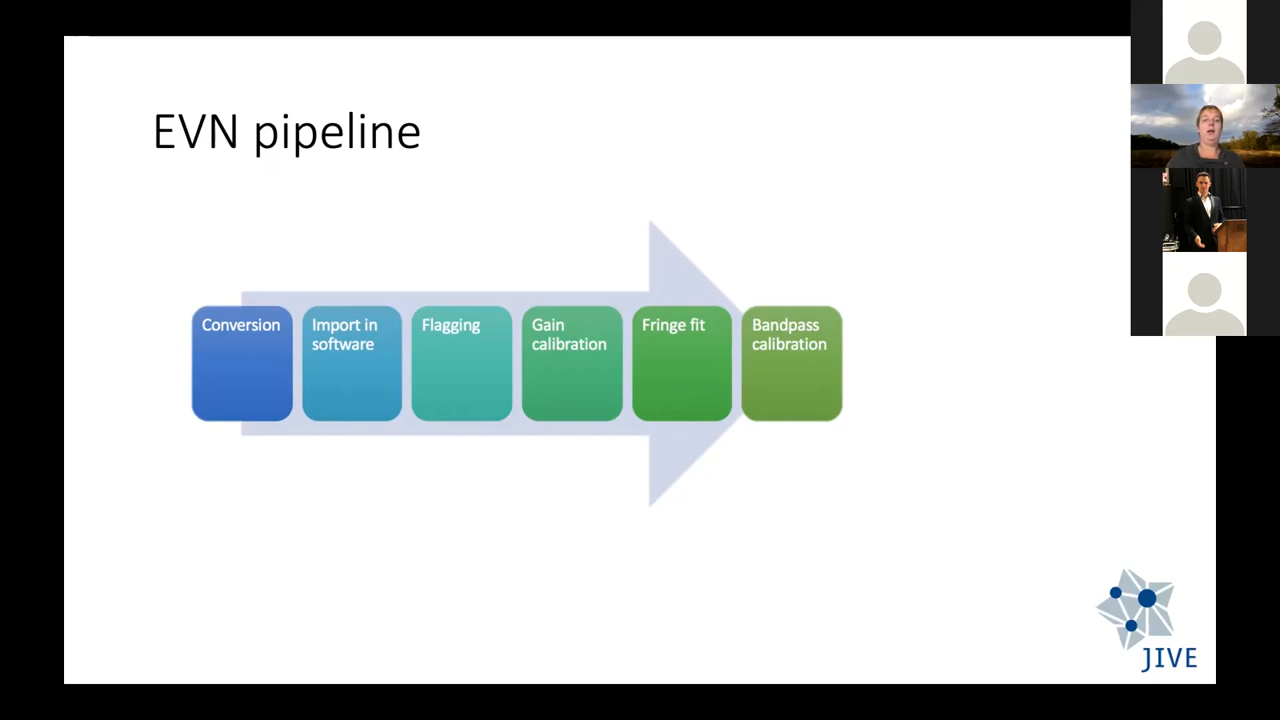 EVN pipeline
Conversion
Import in
software
Flagging
Gain
calibration
Fringe fit
Bandpass
calibration
JIVE